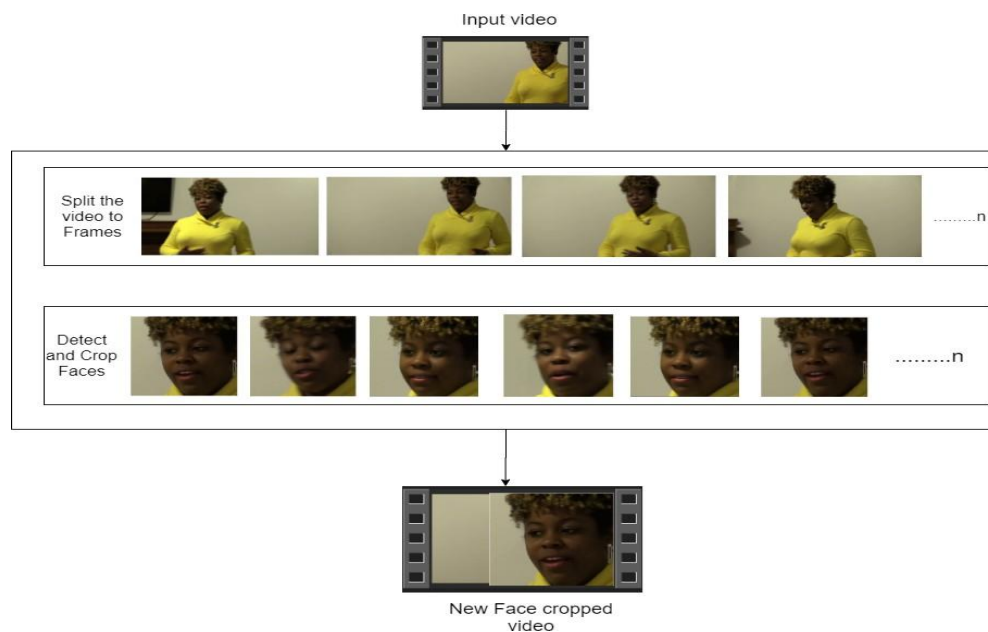 Input video
Split the
video to
Frames
.........n
Detect
and Crop
Faces
.........n
New Face cropped
video